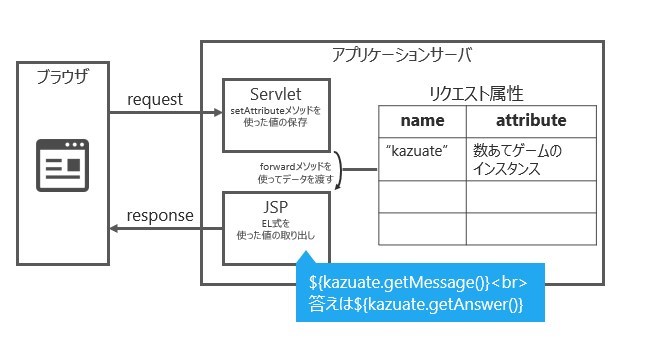 アプリケーションサーバ
ブラウザ
request
Servlet
setAttributeメソッドを
使った値の保存
リクエスト属性
name attribute
“kazuate” 数あてゲームの
インスタンス
forwardメソッドを
使ってデータを渡す
response
JSP
EL式を
使った値の取り出し
${kazuate.getMessage()}<br>
答えは${kazuate.getAnswer()}